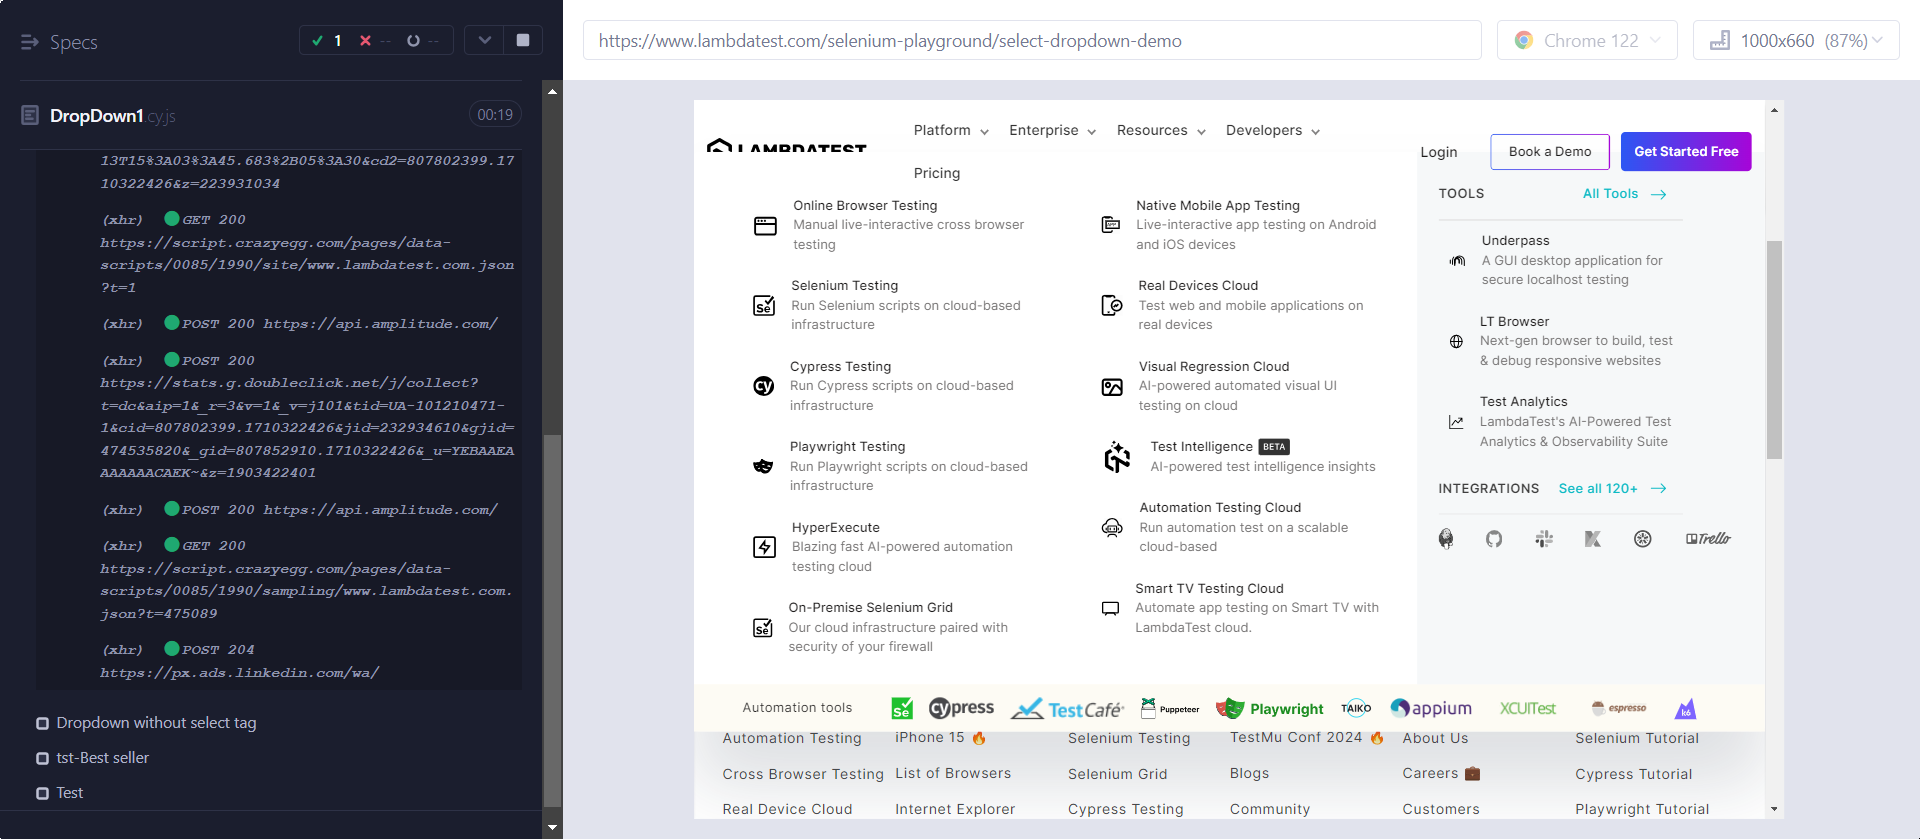 Specs
1
--
--
https://www.lambdatest.com/selenium-playground/select-dropdown-demo
Chrome 122
1000x660 (87%)
DropDown1.cy.js
00:19
13T15%3A03%3A45.683%2B05%3A30&cd2=807802399.17
10322426&z=223931034
(xhr) GET 200
https://script.crazyegg.com/pages/data-
scripts/0085/1990/site/www.lambdatest.com.json
?t=1
(xhr) POST 200 https://api.amplitude.com/
(xhr) POST 200
https://stats.g.doubleclick.net/j/collect?
t=dc&aip=1&_r=3&v=1&_v=j101&tid=UA-101210471-
1&cid=807802399.1710322426&jid=232934610&gjid=
474535820&_gid=807852910.1710322426&_u=YEBAAEA
AAAAAACAEK~&z=1903422401
(xhr) POST 200 https://api.amplitude.com/
(xhr) GET 200
https://script.crazyegg.com/pages/data-
scripts/0085/1990/sampling/www.lambdatest.com.
json?t=475089
(xhr) POST 204
https://px.ads.linkedin.com/wa/
Dropdown without select tag
tst-Best seller
Test
LAMBDATEST
Platform
Enterprise
Resources
Developers
Pricing
Login
Book a Demo
Get Started Free
Online Browser Testing
Manual live-interactive cross browser
testing
Selenium Testing
Run Selenium scripts on cloud-based
infrastructure
Cypress Testing
Run Cypress scripts on cloud-based
infrastructure
Playwright Testing
Run Playwright scripts on cloud-based
infrastructure
HyperExecute
Blazing fast AI-powered automation
testing cloud
On-Premise Selenium Grid
Our cloud infrastructure paired with
security of your firewall
Native Mobile App Testing
Live-interactive app testing on Android
and iOS devices
Real Devices Cloud
Test web and mobile applications on
real devices
Visual Regression Cloud
AI-powered automated visual UI
testing on cloud
Test Intelligence BETA
AI-powered test intelligence insights
Automation Testing Cloud
Run automation test on a scalable
cloud-based
Smart TV Testing Cloud
Automate app testing on Smart TV with
LambdaTest cloud.
TOOLS
All Tools
Underpass
A GUI desktop application for
secure localhost testing
LT Browser
Next-gen browser to build, test
& debug responsive websites
Test Analytics
LambdaTest's AI-Powered Test
Analytics & Observability Suite
INTEGRATIONS
See all 120+
Trello
Automation tools
Se
cypress
TestCafé
Puppeteer
Playwright
TAIKO
appium
XCUITest
espresso
k6
Automation Testing
iPhone 15
Selenium Testing
TestMu Conf 2024
About Us
Selenium Tutorial
Cross Browser Testing
List of Browsers
Selenium Grid
Blogs
Careers
Cypress Tutorial
Real Device Cloud
Internet Explorer
Cypress Testing
Community
Customers
Playwright Tutorial